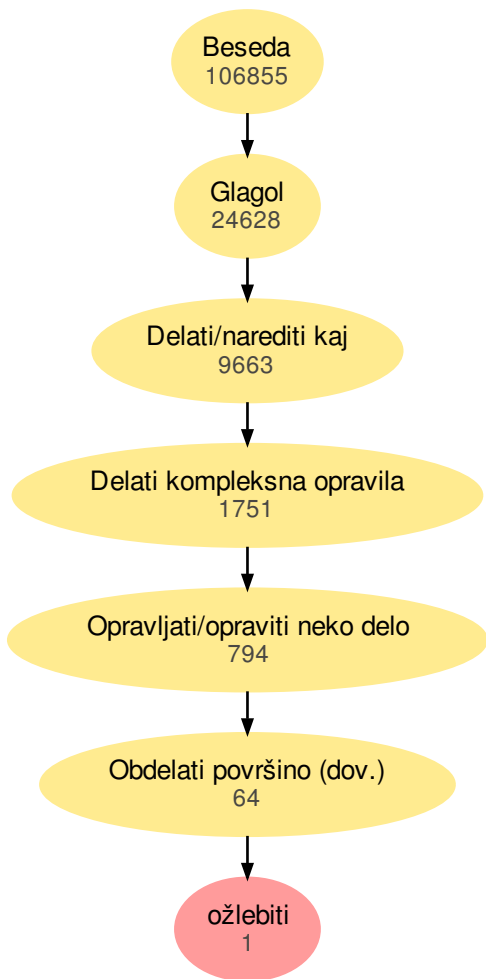 Beseda
106855
Glagol
24628
Delati/narediti kaj
9663
Delati kompleksna opravila
1751
Opravljati/opraviti neko delo
794
Obdelati površino (dov.)
64
ožlebiti
1